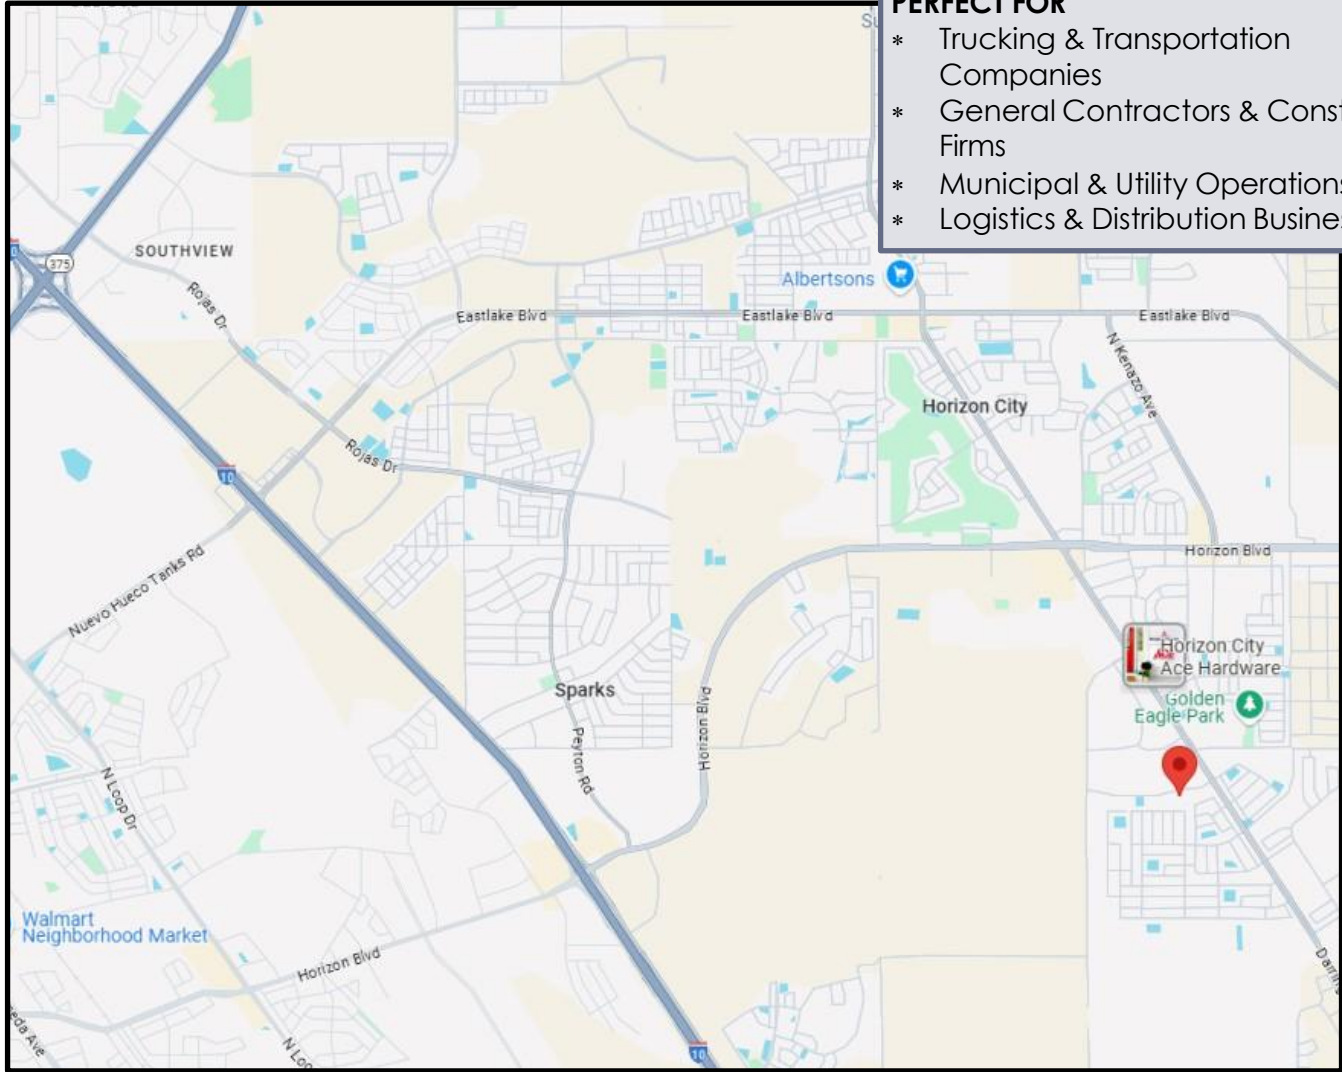 PERFECT FOR
* Trucking & Transportation
Companies
* General Contractors & Const
Firms
* Municipal & Utility Operations
* Logistics & Distribution Busine
SOUTHVIEW
375
Rojas Dr
Albertsons
Eastlake Blvd
Eastlake Blvd
Eastlake Blvd
N Kenazo Ave
Horizon City
Rojas Dr
10
Horizon Blvd
Nuevo Hueco Tanks Rd
Horizon City
Ace Hardware
Sparks
Golden
Eagle Park
Horizon Blvd
Peyton Rd
N Loop Dr
Walmart
Neighborhood Market
Horizon Blvd
10